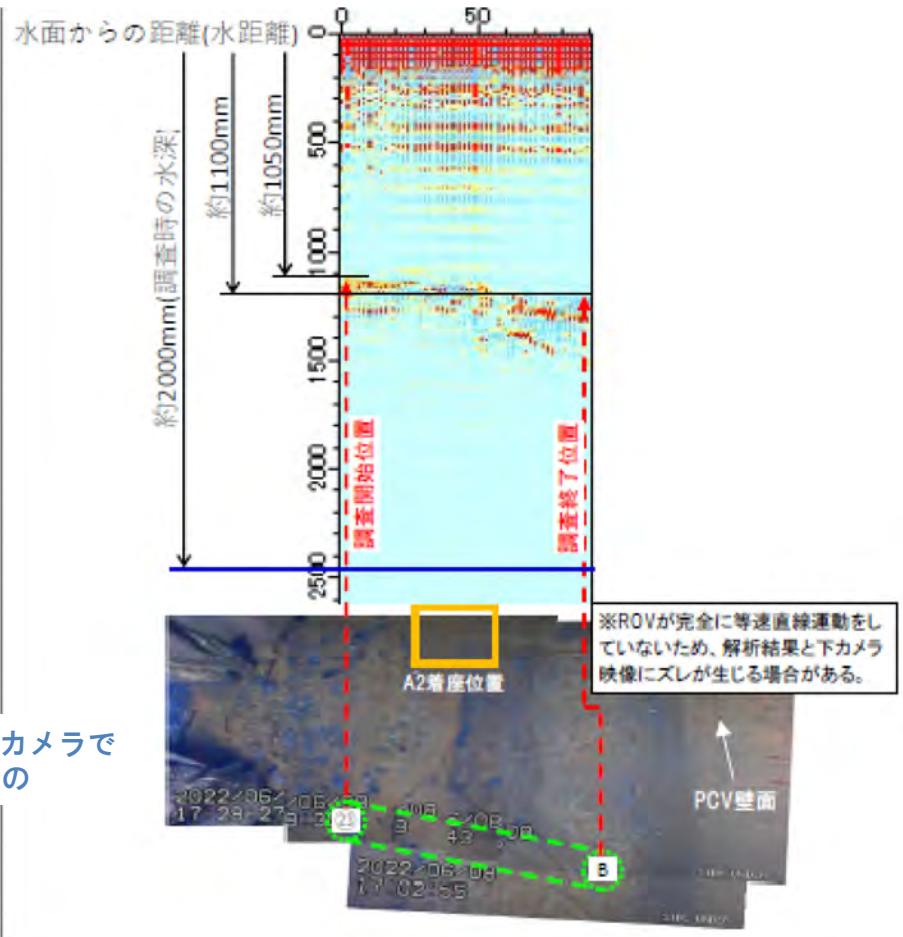 水面からの距離(水距離)
0
50
0
500
1000
1500
2000
2500
約2000mm(調査時の水深)
約1100mm
約1050mm
調査開始位置
調査終了位置
※ROVが完全に等速直線運動をし
ていないため、解析結果と下カメラ
映像にズレが生じる場合がある。
A2着座位置
カメラで
の
PCV壁面
2022/06/
17 29 27
23
B
2022/06/08
17 02 55